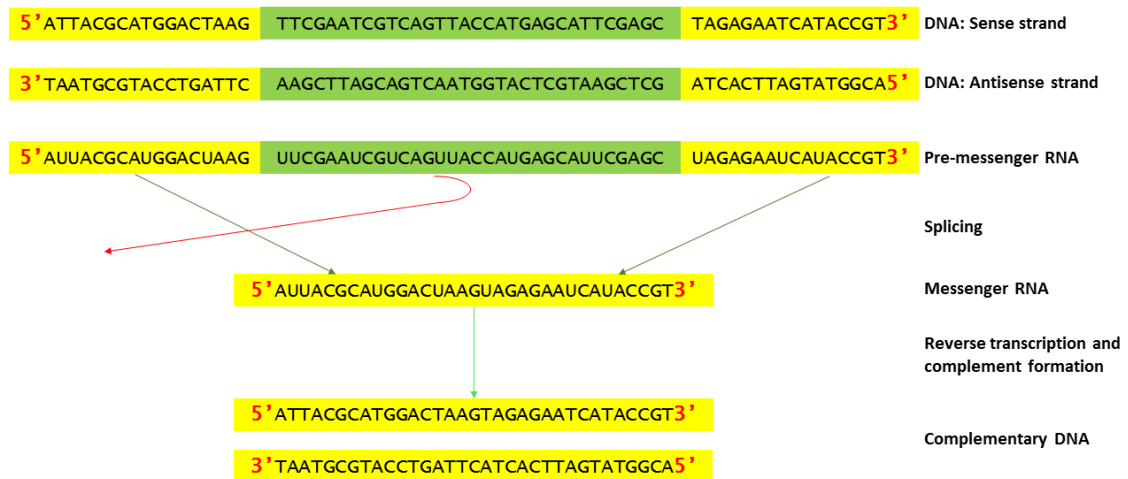 5’ATTACGCATGGACTAAG TTCGAATCGTCAGTTACCATGAGCATTCGAGC TAGAGAATCATACCGT3’ DNA: Sense strand
3’TAATGCGTACCTGATTC AAGCTTAGCAGTCAATGGTACTCGTAAGCTCG ATCACTTAGTATGGCA5’ DNA: Antisense strand
5’AUUACGCAUGGACUAAG UUCGAAUCGUCAGUUACCAUGAGCAUUCGAGC UAGAGAAUCAUACCGT3’ Pre-messenger RNA
Splicing
5’AUUACGCAUGGACUAAGUAGAGAAUCAUACCGT3’ Messenger RNA
Reverse transcription and
complement formation
5’ATTACGCATGGACTAAGTAGAGAATCATACCGT3’
Complementary DNA
3’TAATGCGTACCTGATTCATCACTTAGTATGGCA5’